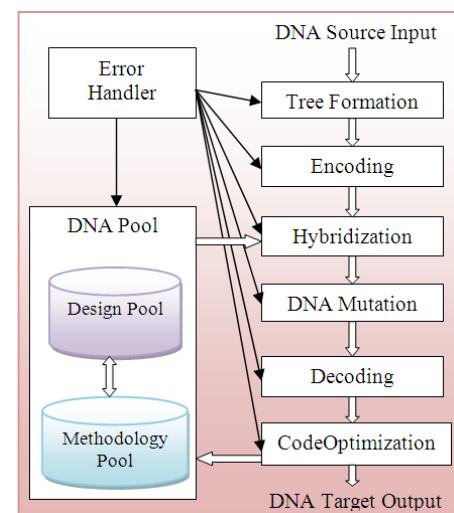 DNA Source Input
Error
Handler
Tree Formation
Encoding
DNA Pool
Hybridization
Design Pool
DNA Mutation
Decoding
Methodology
Pool
CodeOptimization
DNA Target Output